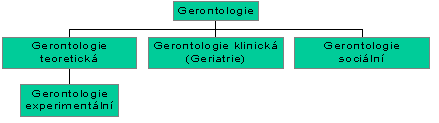 Gerontologie
Gerontologie
teoretická
Gerontologie klinická
(Geriatrie)
Gerontologie
sociální
Gerontologie
experimentální